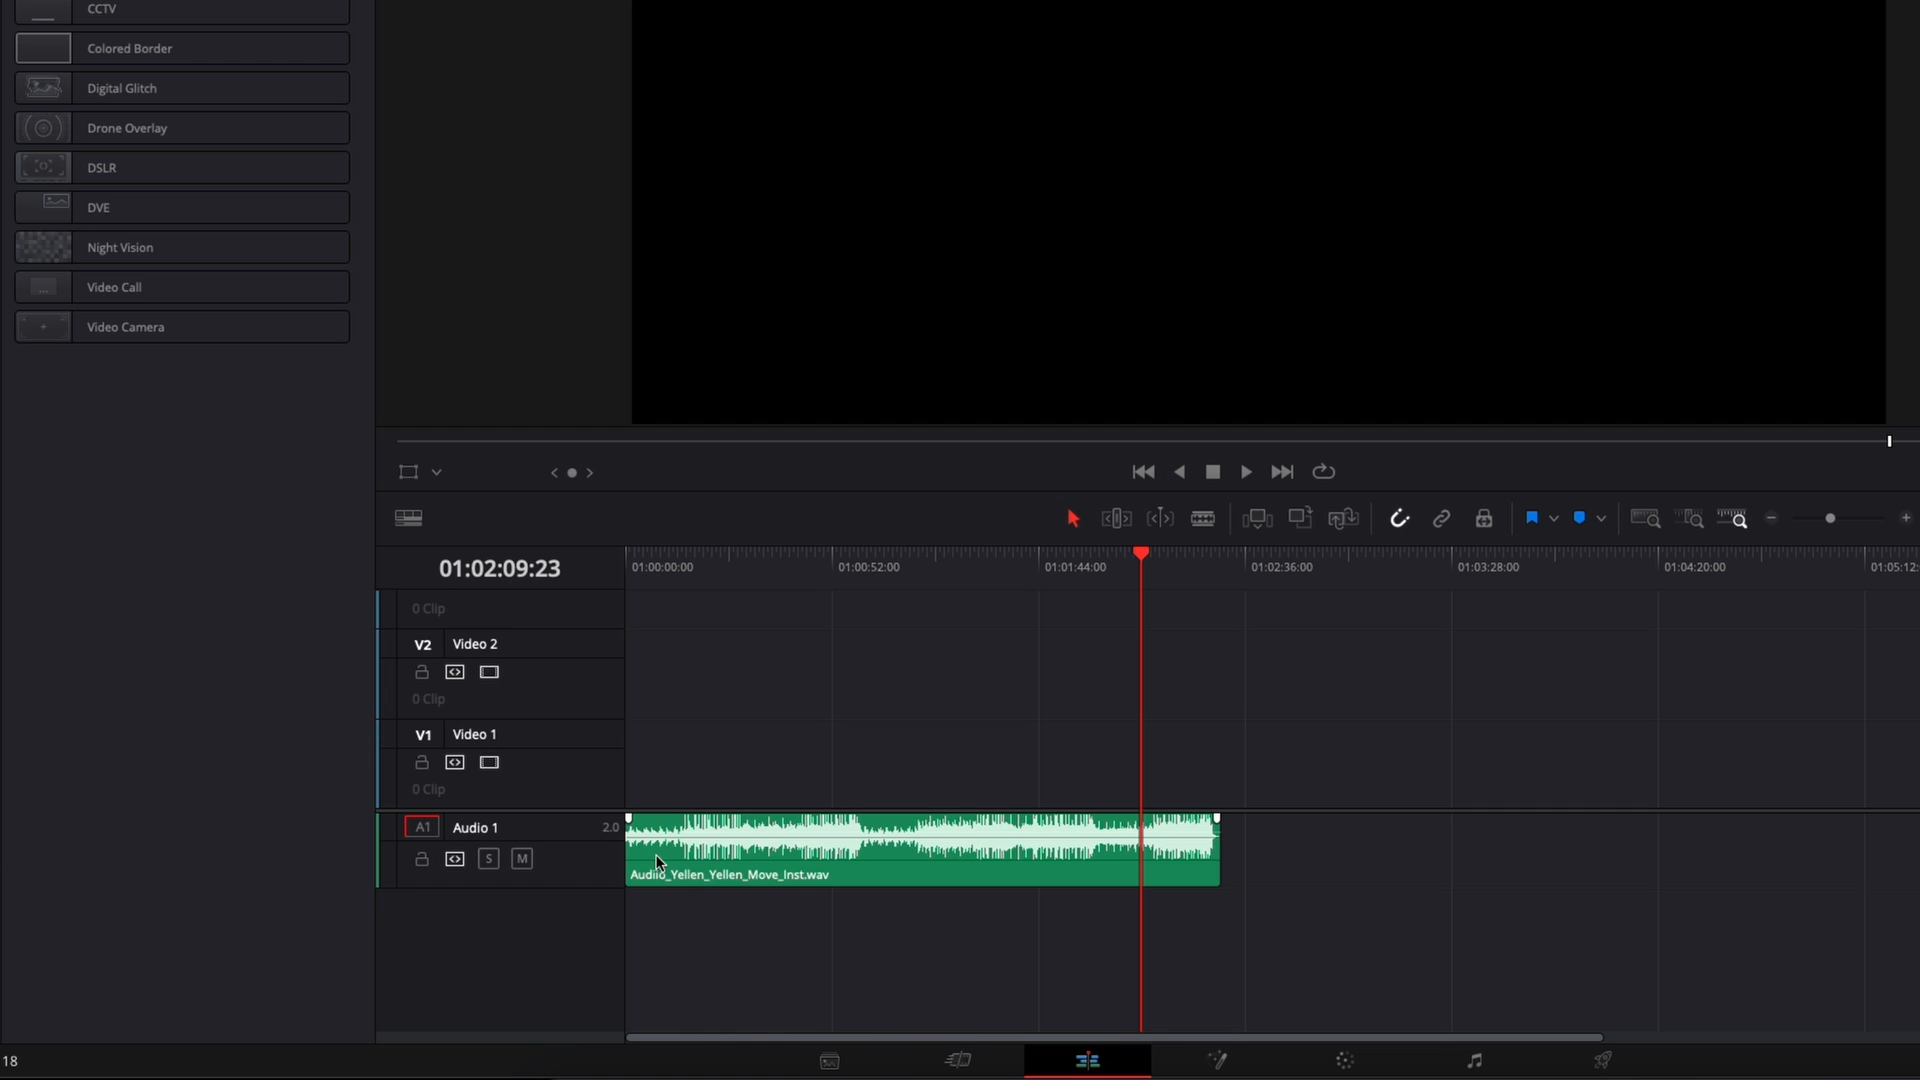 CCTV
Colored Border
Digital Glitch
Drone Overlay
DSLR
DVE
Night Vision
Video Call
Video Camera
01:02:09:23
01:00:00:00
01:00:52:00
01:01:44:00
01:02:36:00
01:03:28:00
01:04:20:00
01:05:12:
0 Clip
V2 Video 2
0 Clip
V1 Video 1
0 Clip
A1 Audio 1 2.0
S M
Audio_Yellen_Yellen_Move_Inst.wav
18